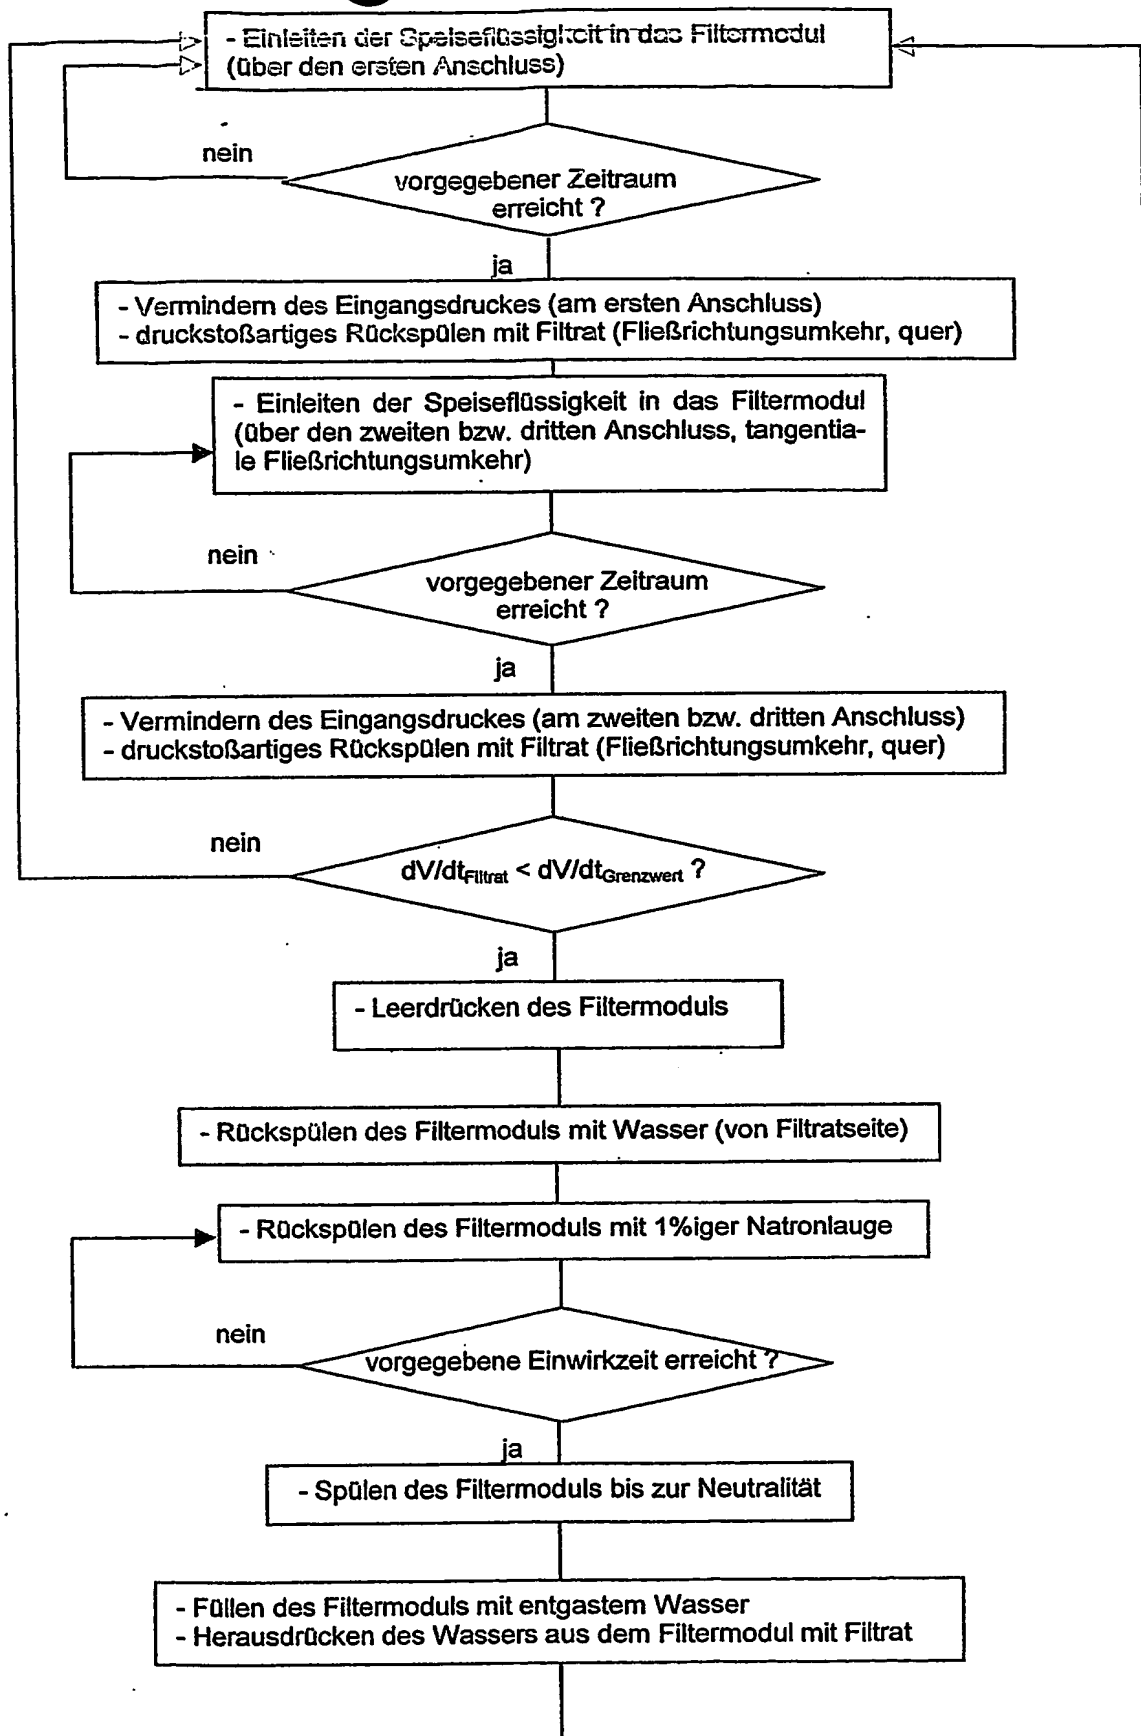 - Einleiten der Speiseflüssigkeit in das Filtermodul
(über den ersten Anschluss)
nein
vorgegebener Zeitraum
erreicht ?
ja
- Vermindern des Eingangsdruckes (am ersten Anschluss)
- druckstoßartiges Rückspülen mit Filtrat (Fließrichtungsumkehr, quer)
- Einleiten der Speiseflüssigkeit in das Filtermodul
(über den zweiten bzw. dritten Anschluss, tangentia-
le Fließrichtungsumkehr)
nein
vorgegebener Zeitraum
erreicht ?
ja
- Vermindern des Eingangsdruckes (am zweiten bzw. dritten Anschluss)
- druckstoßartiges Rückspülen mit Filtrat (Fließrichtungsumkehr, quer)
nein
dV/dtFiltrat < dV/dtGrenzwert ?
ja
- Leerdrücken des Filtermoduls
- Rückspülen des Filtermoduls mit Wasser (von Filtratseite)
- Rückspülen des Filtermoduls mit 1%iger Natronlauge
nein
vorgegebene Einwirkzeit erreicht ?
ja
- Spülen des Filtermoduls bis zur Neutralität
- Füllen des Filtermoduls mit entgastem Wasser
- Herausdrücken des Wassers aus dem Filtermodul mit Filtrat